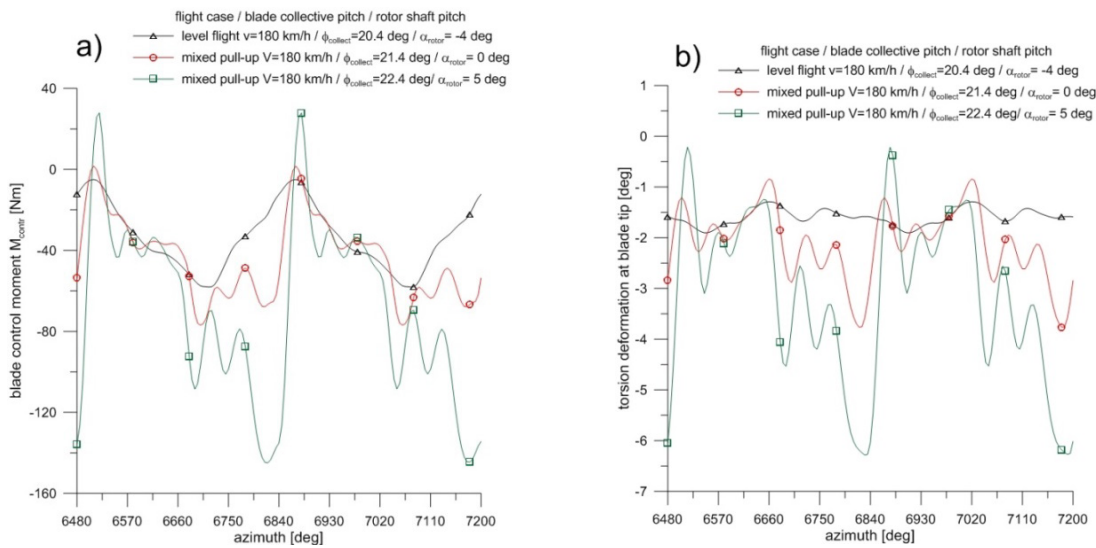 a)
flight case / blade collective pitch / rotor shaft pitch
level flight v=180 km/h / ϕcollect=20.4 deg / αrotor= -4 deg
mixed pull-up V=180 km/h / ϕcollect=21.4 deg / αrotor= 0 deg
mixed pull-up V=180 km/h / ϕcollect=22.4 deg/ αrotor= 5 deg
blade control moment Mcontr [Nm]
40
0
-40
-80
-120
-160
6480 6570 6660 6750 6840 6930 7020 7110 7200
azimuth [deg]
b)
flight case / blade collective pitch / rotor shaft pitch
level flight v=180 km/h / ϕcollect=20.4 deg / αrotor= -4 deg
mixed pull-up V=180 km/h / ϕcollect=21.4 deg / αrotor= 0 deg
mixed pull-up V=180 km/h / ϕcollect=22.4 deg/ αrotor= 5 deg
torsion deformation at blade tip [deg]
0
-1
-2
-3
-4
-5
-6
-7
6480 6570 6660 6750 6840 6930 7020 7110 7200
azimuth [deg]